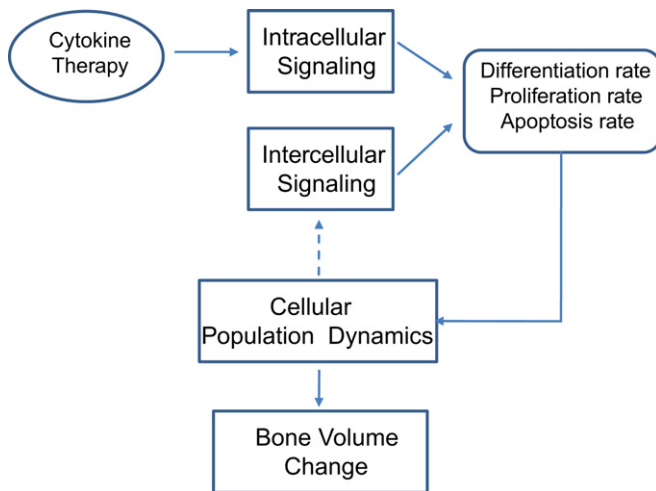 Cytokine
Therapy
Intracellular
Signaling
Differentiation rate
Proliferation rate
Apoptosis rate
Intercellular
Signaling
Cellular
Population Dynamics
Bone Volume
Change